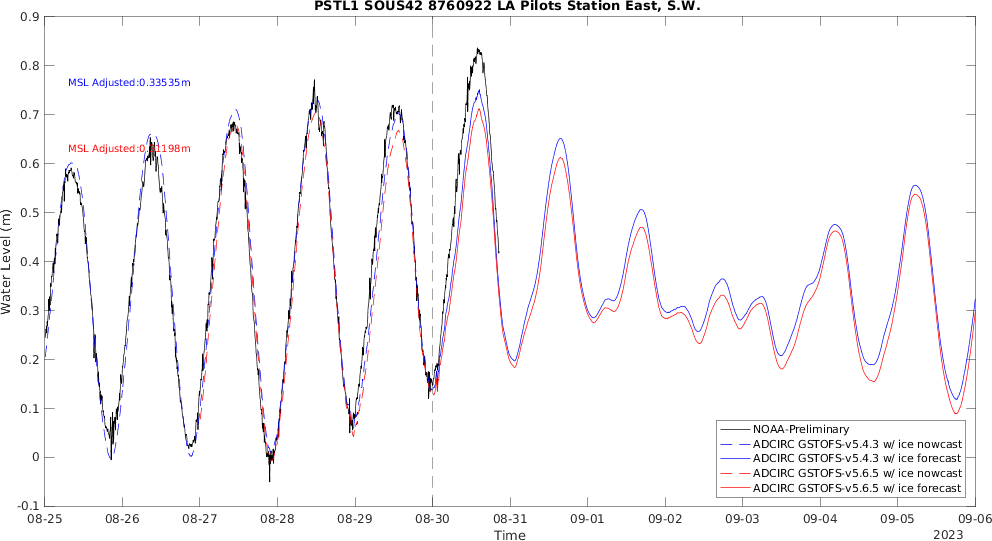 PSTL1 SOUS42 8760922 LA Pilots Station East, S.W.
0.9
0.8
0.7
0.6
0.5
0.4
0.3
0.2
0.1
0
-0.1
Water Level (m)
MSL Adjusted:0.33535m
MSL Adjusted:
NOAA-Preliminary
ADCIRC GSTOFS-v5.4.3 w/ ice nowcast
ADCIRC GSTOFS-v5.4.3 w/ ice forecast
ADCIRC GSTOFS-v5.6.5 w/ ice nowcast
ADCIRC GSTOFS-v5.6.5 w/ ice forecast
08-25 08-26 08-27 08-28 08-29 08-30 08-31 09-01 09-02 09-03 09-04 09-05 09-06
Time
2023